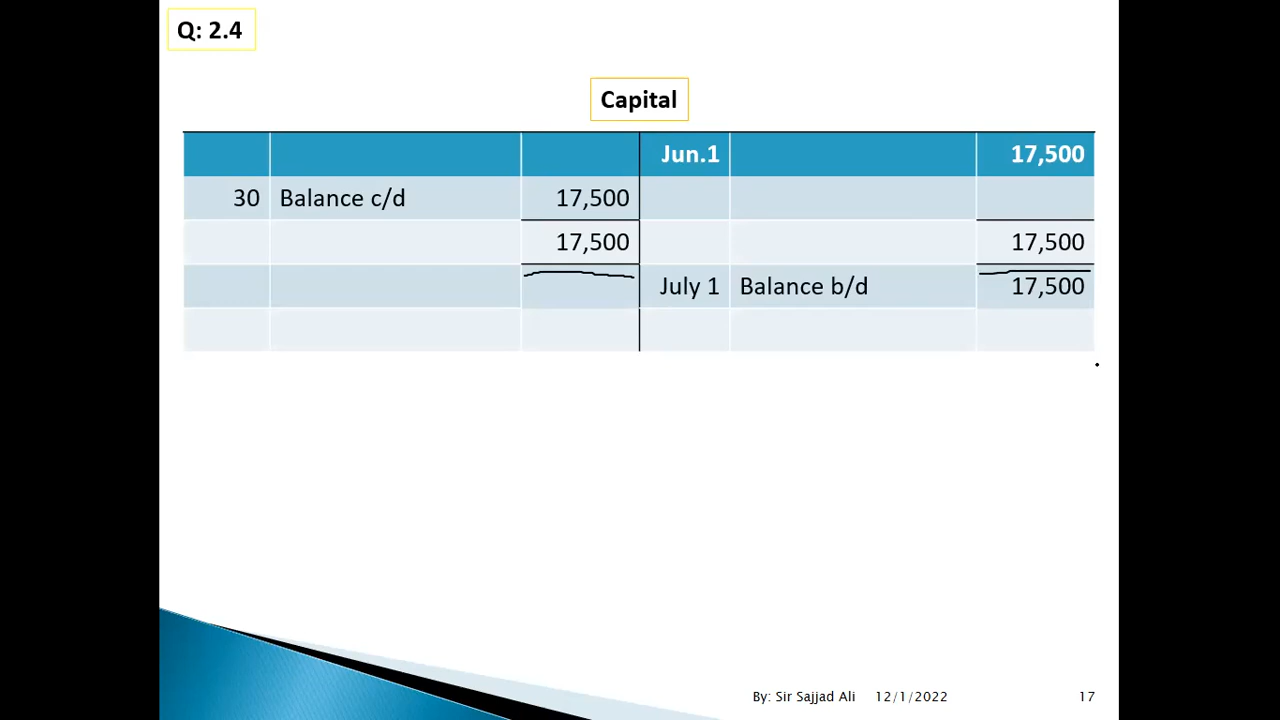 Q: 2.4
Capital
Jun.1 17,500
30 Balance c/d 17,500
17,500 17,500
July 1 Balance b/d 17,500
By: Sir Sajjad Ali 12/1/2022 17